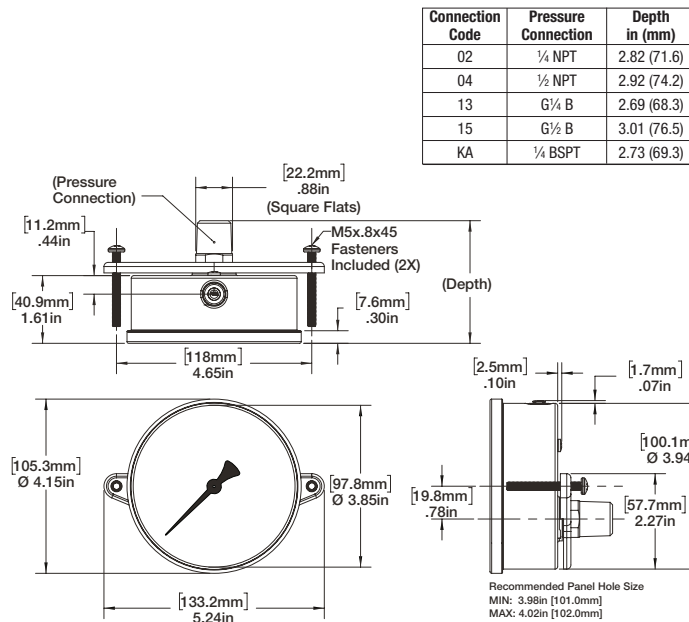 Connection Code Pressure Connection Depth in (mm)
02 ¼ NPT 2.82 (71.6)
04 ½ NPT 2.92 (74.2)
13 G¼ B 2.69 (68.3)
15 G½ B 3.01 (76.5)
KA ¼ BSPT 2.73 (69.3)
(Pressure
Connection)
[22.2mm]
.88in
(Square Flats)
[11.2mm]
.44in
M5x.8x45
Fasteners
Included (2X)
(Depth)
[40.9mm]
1.61in
[7.6mm]
.30in
[118mm]
4.65in
[2.5mm]
.10in
[1.7mm]
.07in
[105.3mm]
Ø 4.15in
[97.8mm]
Ø 3.85in
[133.2mm]
5.24in
[100.1m
Ø 3.94
[19.8mm]
.78in
[57.7mm]
2.27in
Recommended Panel Hole Size
MIN: 3.98in [101.0mm]
MAX: 4.02in [102.0mm]